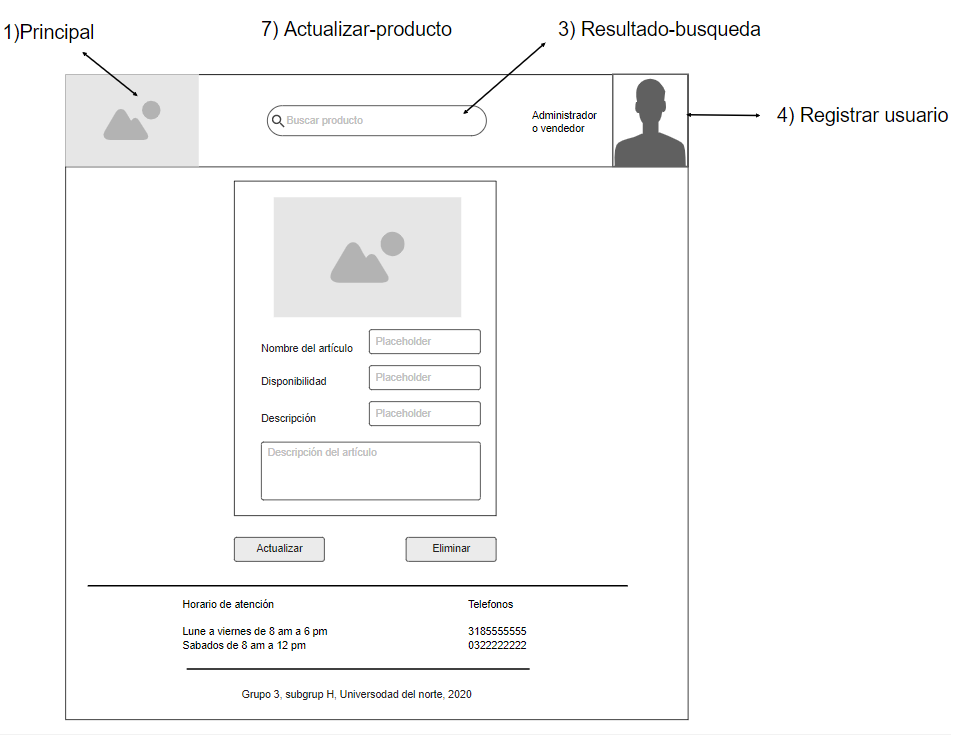 1)Principal
7) Actualizar-producto
3) Resultado-busqueda
Buscar producto
Administrador
o vendedor
4) Registrar usuario
Nombre del artículo
Placeholder
Disponibilidad
Placeholder
Descripción
Placeholder
Descripción del artículo
Actualizar
Eliminar
Horario de atención
Telefonos
Lune a viernes de 8 am a 6 pm
3185555555
Sabados de 8 am a 12 pm
0322222222
Grupo 3, subgrup H, Universodad del norte, 2020